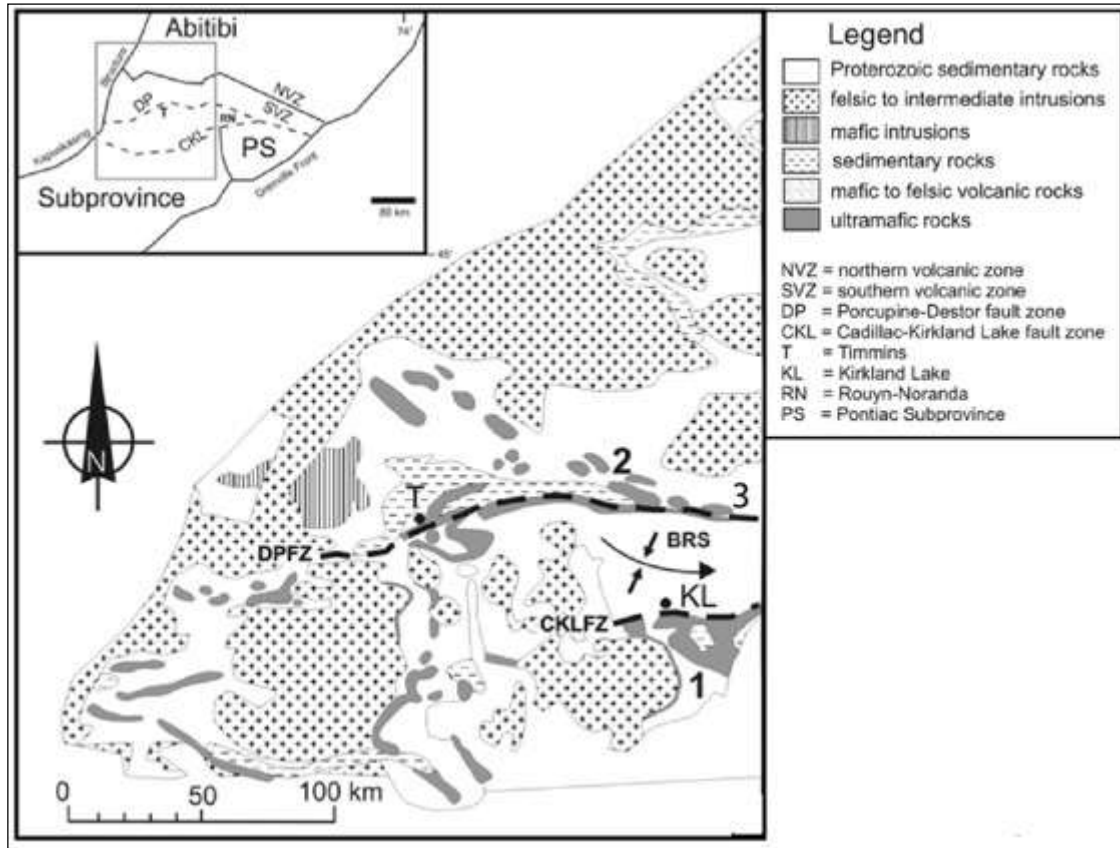 Abitibi
74'
Structure
NVZ
DP
SVZ
T
RN
CKL
PS
Kapuskasing
Grenville Front
Subprovince
80 km
Legend
Proterozoic sedimentary rocks
felsic to intermediate intrusions
mafic intrusions
sedimentary rocks
mafic to felsic volcanic rocks
ultramafic rocks
NVZ = northern volcanic zone
SVZ = southern volcanic zone
DP = Porcupine-Destor fault zone
CKL = Cadillac-Kirkland Lake fault zone
T = Timmins
KL = Kirkland Lake
RN = Rouyn-Noranda
PS = Pontiac Subprovince
45'
N
2
T
3
DPFZ
BRS
KL
CKLFZ
1
0 50 100 km